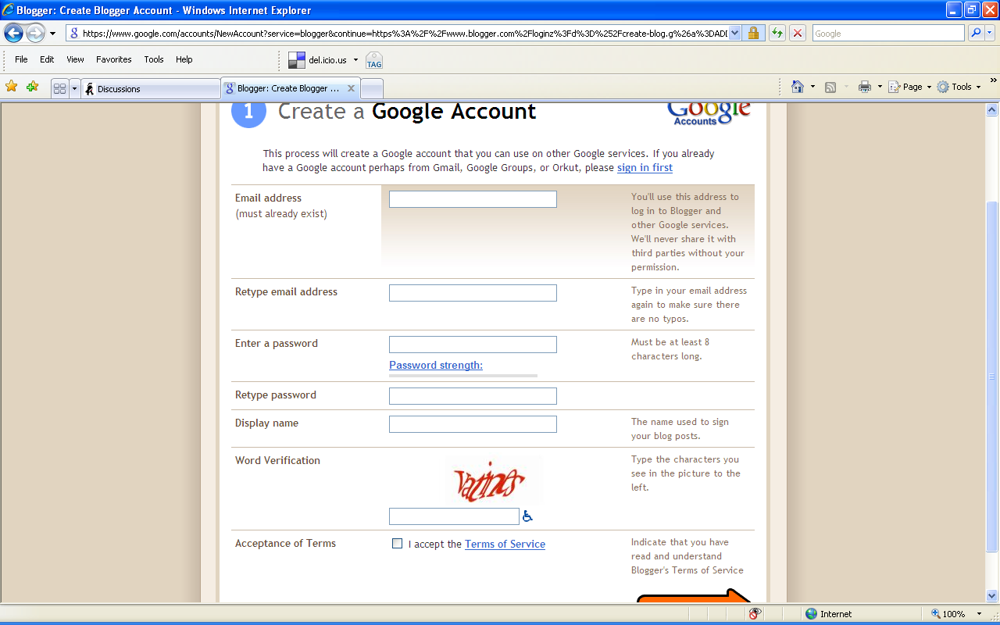 Blogger: Create Blogger Account - Windows Internet Explorer
https://www.google.com/accounts/NewAccount?service=blogger&continue=https%3A%2F%2Fwww.blogger.com%2Floginz%3Fd%3D%252Fcreate-blog.g%26a%3DADI
Google
File Edit View Favorites Tools Help
del.icio.us
TAG
Discussions
Blogger: Create Blogger ...
Page
Tools
1
Create a Google Account
Google
Accounts
This process will create a Google account that you can use on other Google services. If you already
have a Google account perhaps from Gmail, Google Groups, or Orkut, please sign in first
Email address
(must already exist)
You'll use this address to
log in to Blogger and
other Google services.
We'll never share it with
third parties without your
permission.
Retype email address
Type in your email address
again to make sure there
are no typos.
Enter a password
Password strength:
Must be at least 8
characters long.
Retype password
Display name
The name used to sign
your blog posts.
Word Verification
Type the characters you
see in the picture to the
left.
Acceptance of Terms
I accept the Terms of Service
Indicate that you have
read and understand
Blogger's Terms of Service
Internet
100%